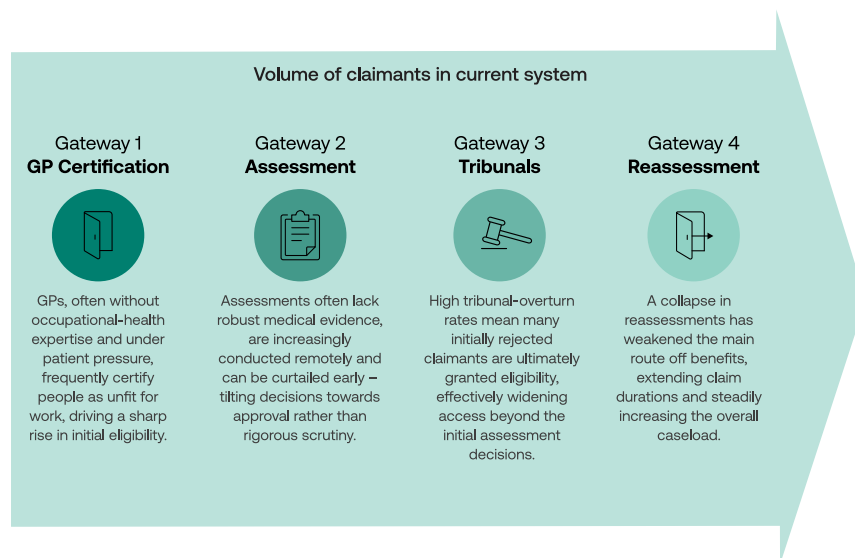 Volume of claimants in current system
Gateway 1
GP Certification
GPs, often without
occupational-health
expertise and under
patient pressure,
frequently certify
people as unfit for
work, driving a sharp
rise in initial eligibility.
Gateway 2
Assessment
Assessments often lack
robust medical evidence,
are increasingly
conducted remotely and
can be curtailed early –
tilting decisions towards
approval rather than
rigorous scrutiny.
Gateway 3
Tribunals
High tribunal-overturn
rates mean many
initially rejected
claimants are ultimately
granted eligibility,
effectively widening
access beyond the
initial assessment
decisions.
Gateway 4
Reassessment
A collapse in
reassessments has
weakened the main
route off benefits,
extending claim
durations and steadily
increasing the overall
caseload.